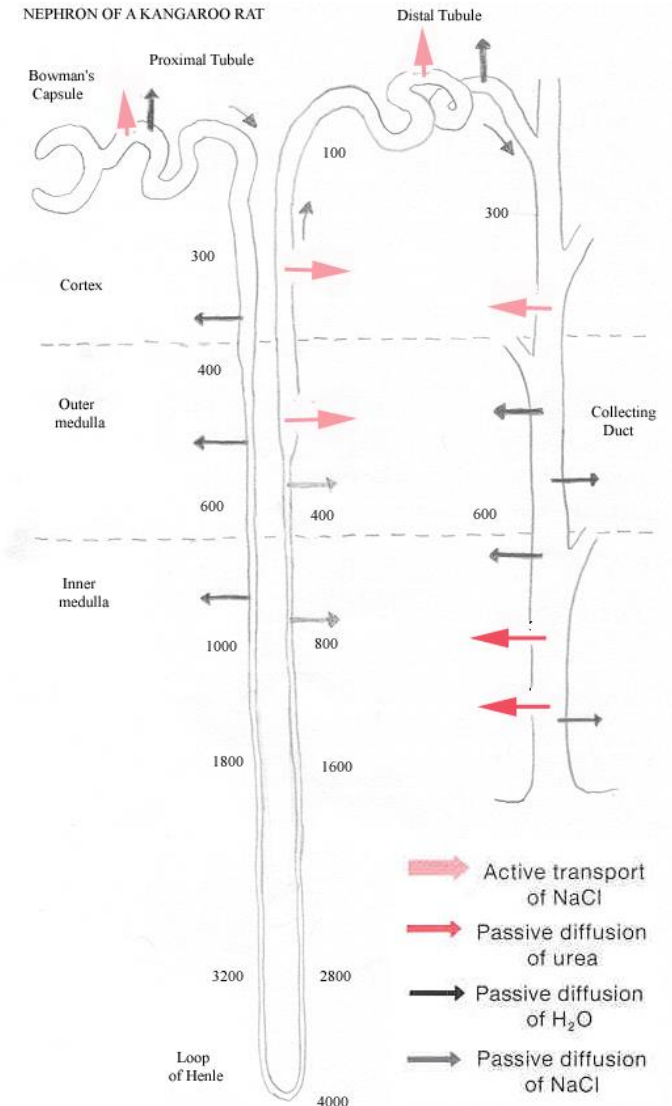 NEPHRON OF A KANGAROO RAT
Distal Tubule
Proximal Tubule
Bowman's
Capsule
100
300
300
Cortex
400
Outer
medulla
Collecting
Duct
600
400
600
Inner
medulla
1000
800
1800
1600
Active transport
of NaCl
Passive diffusion
of urea
3200
2800
Passive diffusion
of H₂O
Loop
of Henle
Passive diffusion
of NaCl
4000